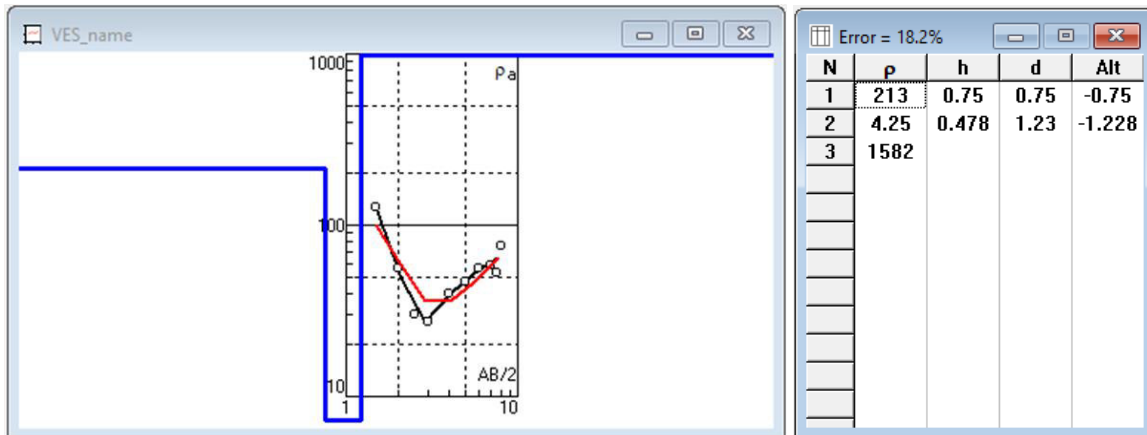 VES_name
1000
ρa
100
10
AB/2
1
10
Error = 18.2%
N ρ h d Alt
1 213 0.75 0.75 -0.75
2 4.25 0.478 1.23 -1.228
3 1582